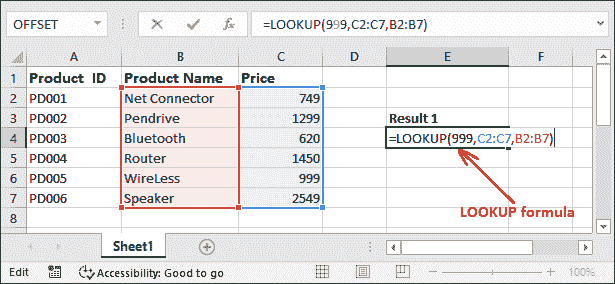 OFFSET =LOOKUP(999,C2:C7,B2:B7)
A B C D E F
1 Product ID Product Name Price
2 PD001 Net Connector 749
3 PD002 Pendrive 1299 Result 1
4 PD003 Bluetooth 620 =LOOKUP(999,C2:C7,B2:B7)
5 PD004 Router 1450
6 PD005 WireLess 999
7 PD006 Speaker 2549
8
LOOKUP formula
Sheet1
Edit Accessibility: Good to go 100%